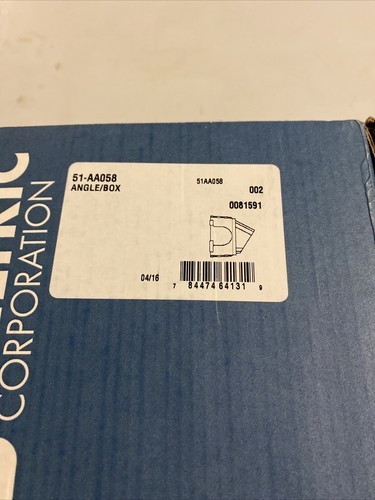 51-AA058
51AA058
ANGLE/BOX
002
0081591
04/16
7 84474 64131 9
CORPORATION